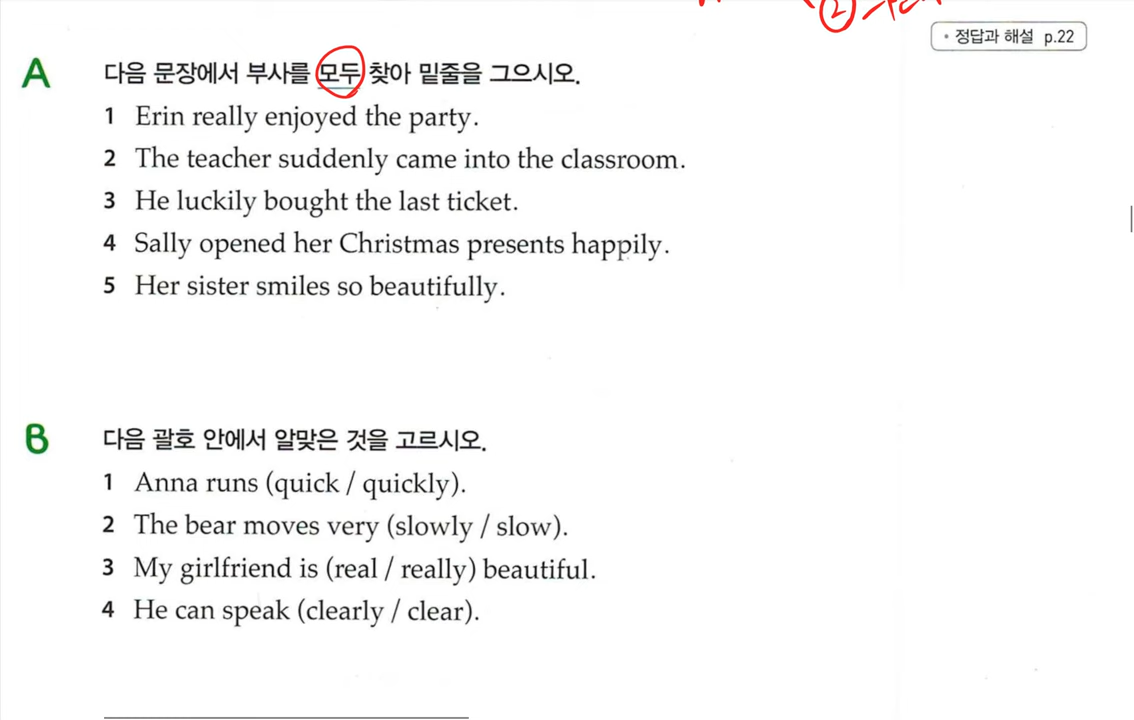 ②
• 정답과 해설 p.22
A 다음 문장에서 부사를 모두 찾아 밑줄을 그으시오.
1 Erin really enjoyed the party.
2 The teacher suddenly came into the classroom.
3 He luckily bought the last ticket.
4 Sally opened her Christmas presents happily.
5 Her sister smiles so beautifully.
B 다음 괄호 안에서 알맞은 것을 고르시오.
1 Anna runs (quick / quickly).
2 The bear moves very (slowly / slow).
3 My girlfriend is (real / really) beautiful.
4 He can speak (clearly / clear).